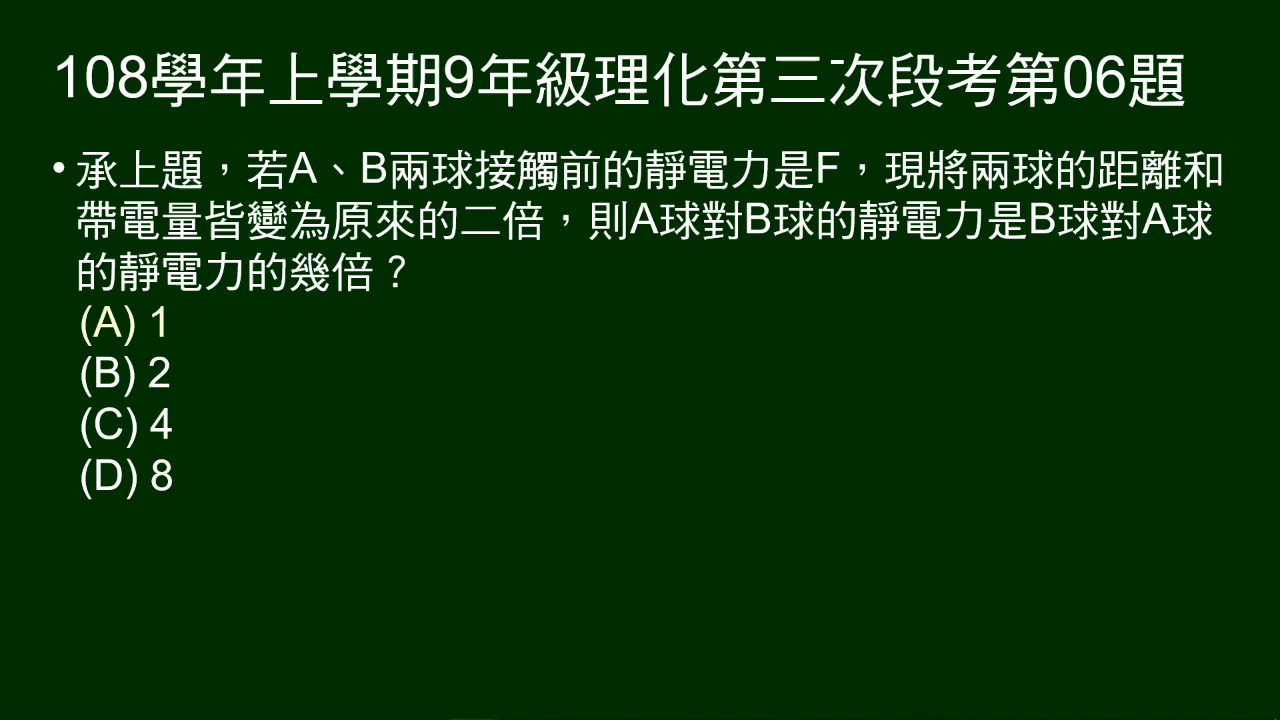 108學年上學期9年級理化第三次段考第06題
• 承上題，若A、B兩球接觸前的靜電力是F，現將兩球的距離和
帶電量皆變為原來的二倍，則A球對B球的靜電力是B球對A球
的靜電力的幾倍？
(A) 1
(B) 2
(C) 4
(D) 8